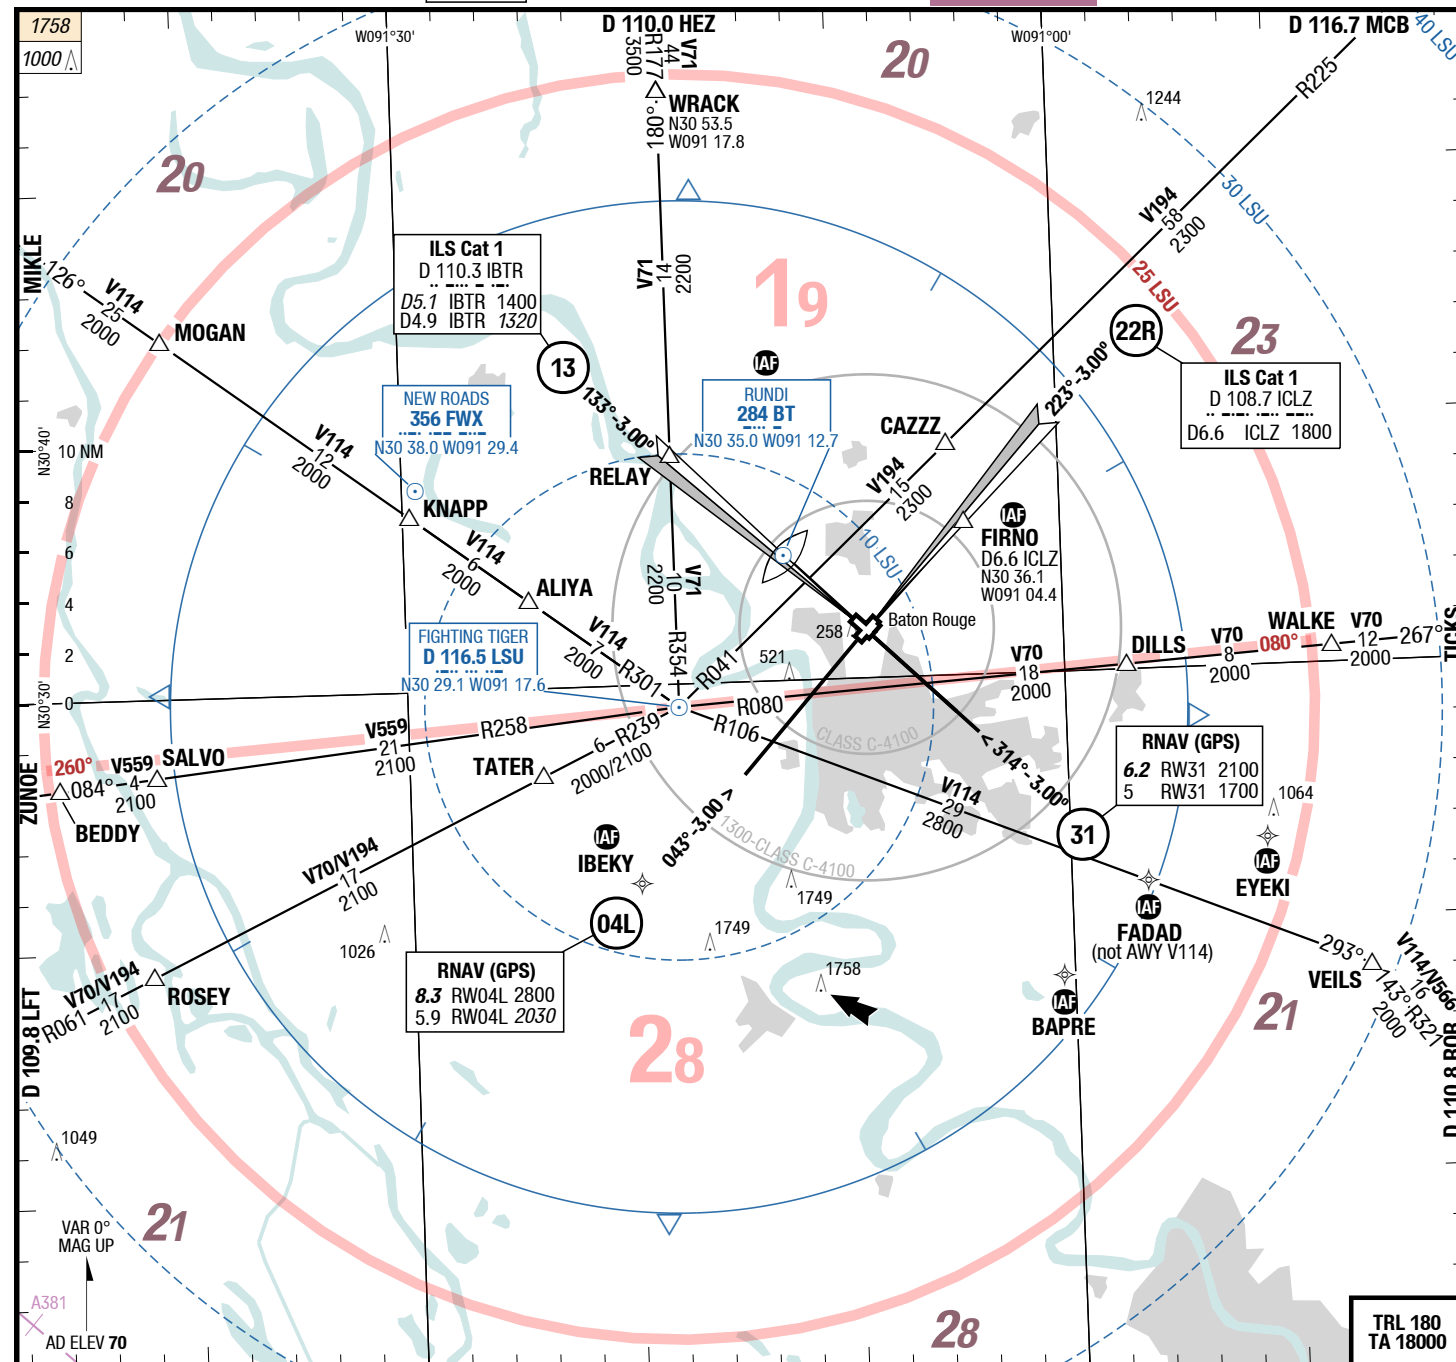 1758
1000
D 110.0 HEZ
D 116.7 MCB
W091°30'
W091°00'
40 LSU
V71
44
R177
3500
180°
WRACK
N30 53.5
W091 17.8
20
20
1244
R225
V194
58
2300
30 LSU
25 LSU
MIKLE
126°
V114
25
2000
MOGAN
ILS Cat 1
D 110.3 IBTR
D5.1 IBTR 1400
D4.9 IBTR 1320
V71
14
2200
19
23
13
133°-3.00°
22R
223°-3.00°
ILS Cat 1
D 108.7 ICLZ
D6.6 ICLZ 1800
IAF
RUNDI
284 BT
N30 35.0 W091 12.7
NEW ROADS
356 FWX
N30 38.0 W091 29.4
CAZZZ
RELAY
V194
15
2300
N30°40'
10 NM
8
6
4
2
0
N30°30'
V114
12
2000
KNAPP
V114
6
2000
ALIYA
V71
10
2200
R354
10 LSU
IAF
FIRNO
D6.6 ICLZ
N30 36.1
W091 04.4
FIGHTING TIGER
D 116.5 LSU
N30 29.1 W091 17.6
V114
7
2000
R301
R041
258
521
Baton Rouge
WALKE
V70
12
2000
267°
TICKS
DILLS
V70
8
2000
080°
V70
18
2000
R080
R106
R258
V559
21
2100
R239
6
2000/2100
TATER
SALVO
V559
4
2100
260°
084°
ZUNOE
BEDDY
CLASS C-4100
1300-CLASS C-4100
< 314°-3.00°
043°-3.00 >
V114
29
2800
RNAV (GPS)
6.2 RW31 2100
5 RW31 1700
31
1064
IAF
EYEKI
IAF
IBEKY
04L
V70/V194
17
2100
1026
1749
1749
1758
RNAV (GPS)
8.3 RW04L 2800
5.9 RW04L 2030
IAF
FADAD
(not AWY V114)
IAF
BAPRE
293°
VEILS
V114/V566
16
143°
R321
2000
D 110.8 BQR
V70/V194
17
2100
R061
ROSEY
D 109.8 LFT
28
21
1049
21
28
VAR 0°
MAG UP
A381
AD ELEV 70
TRL 180
TA 18000